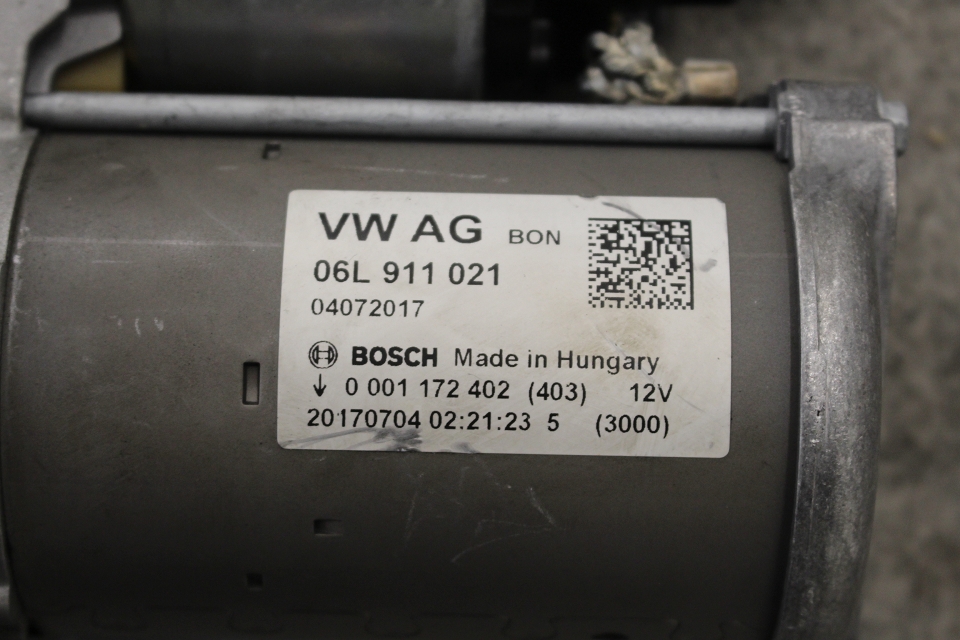 VW AG BON
06L 911 021
04072017
BOSCH Made in Hungary
↓ 0 001 172 402 (403) 12V
20170704 02:21:23 5 (3000)